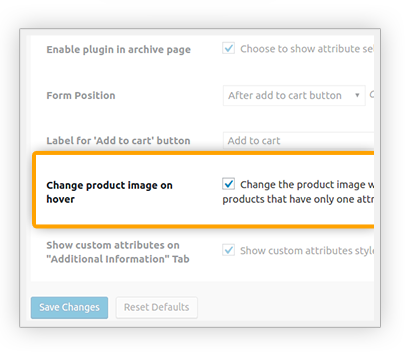 Enable plugin in archive page
Choose to show attribute se
Form Position
After add to cart button
Label for 'Add to cart' button
Add to cart
Change product image on
hover
Change the product image w
products that have only one attr
Show custom attributes on
"Additional Information" Tab
Show custom attributes style
Save Changes
Reset Defaults